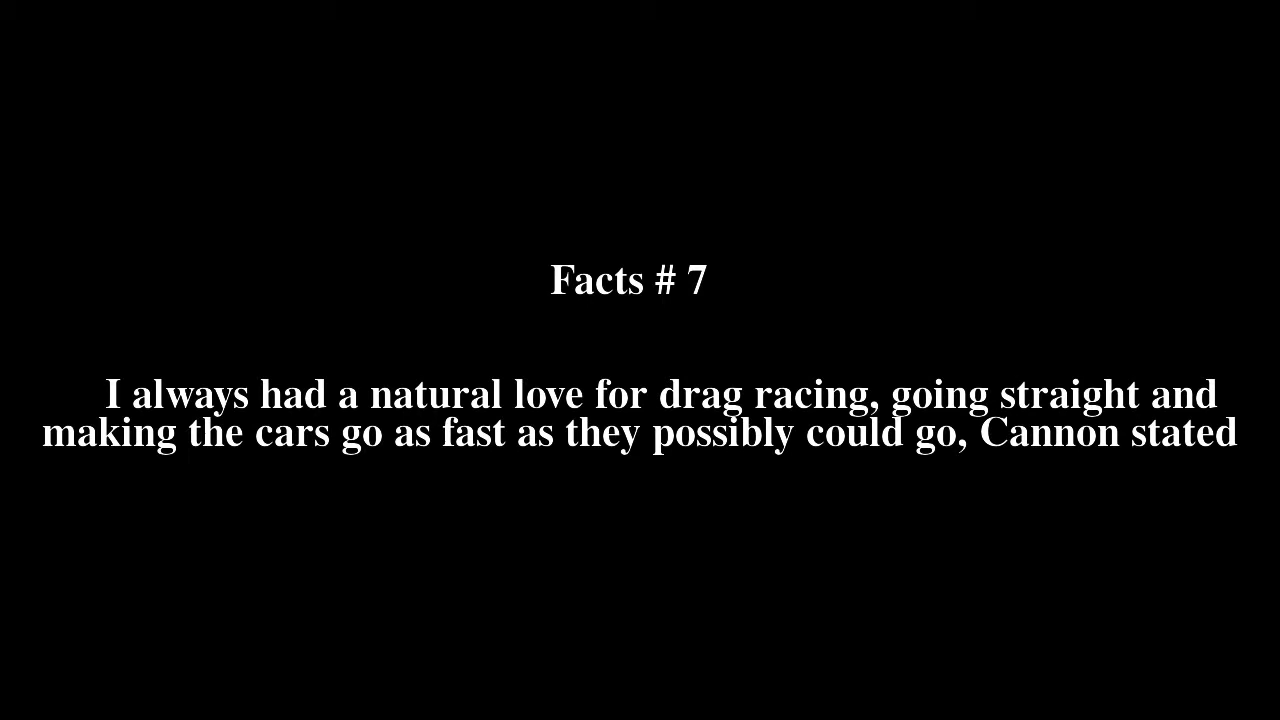 Facts # 7
I always had a natural love for drag racing, going straight and
making the cars go as fast as they possibly could go, Cannon stated